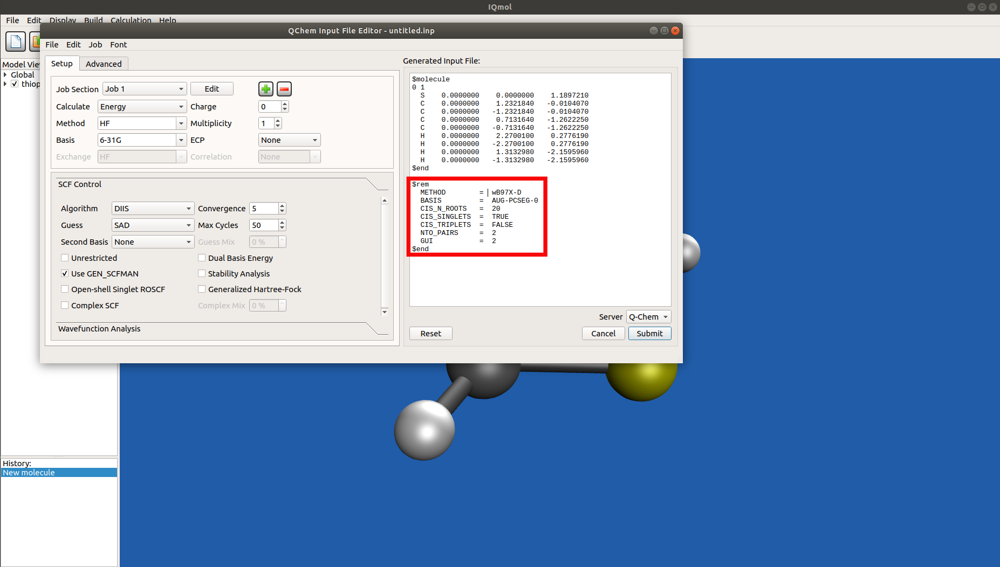 IQmol
File Edit Display Build Calculation Help
QChem Input File Editor - untitled.inp
File Edit Job Font
Model View
Global
thiop
Setup Advanced
Job Section Job 1 Edit
Calculate Energy Charge 0
Method HF Multiplicity 1
Basis 6-31G ECP None
Exchange HF Correlation None
SCF Control
Algorithm DIIS Convergence 5
Guess SAD Max Cycles 50
Second Basis None Guess Mix 0 %
Unrestricted Dual Basis Energy
Use GEN_SCFMAN Stability Analysis
Open-shell Singlet ROSCF Generalized Hartree-Fock
Complex SCF Complex Mix 0 %
Wavefunction Analysis
Generated Input File:
$molecule
0 1
S 0.0000000 0.0000000 1.1897210
C 0.0000000 1.2321840 -0.0104070
C 0.0000000 -1.2321840 -0.0104070
C 0.0000000 0.7131640 -1.2622250
C 0.0000000 -0.7131640 -1.2622250
H 0.0000000 2.2700100 0.2776190
H 0.0000000 -2.2700100 0.2776190
H 0.0000000 1.3132980 -2.1595960
H 0.0000000 -1.3132980 -2.1595960
$end
$rem
METHOD = wB97X-D
BASIS = AUG-PCSEG-0
CIS_N_ROOTS = 20
CIS_SINGLETS = TRUE
CIS_TRIPLETS = FALSE
NTO_PAIRS = 2
GUI = 2
$end
Server Q-Chem
Reset Cancel Submit
History:
New molecule